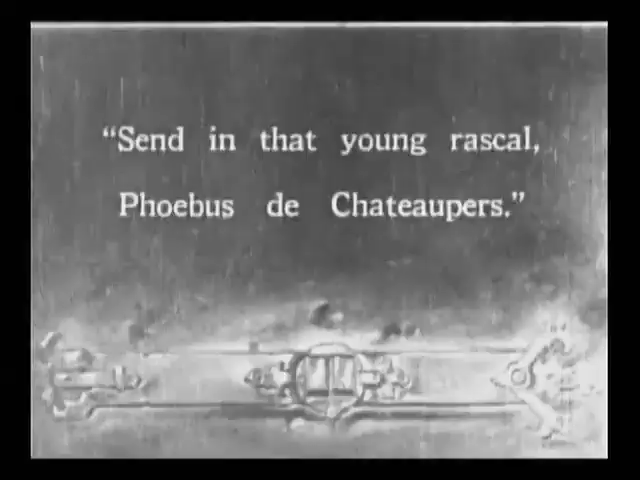 “Send in that young rascal,
Phoebus de Chateaupers.”